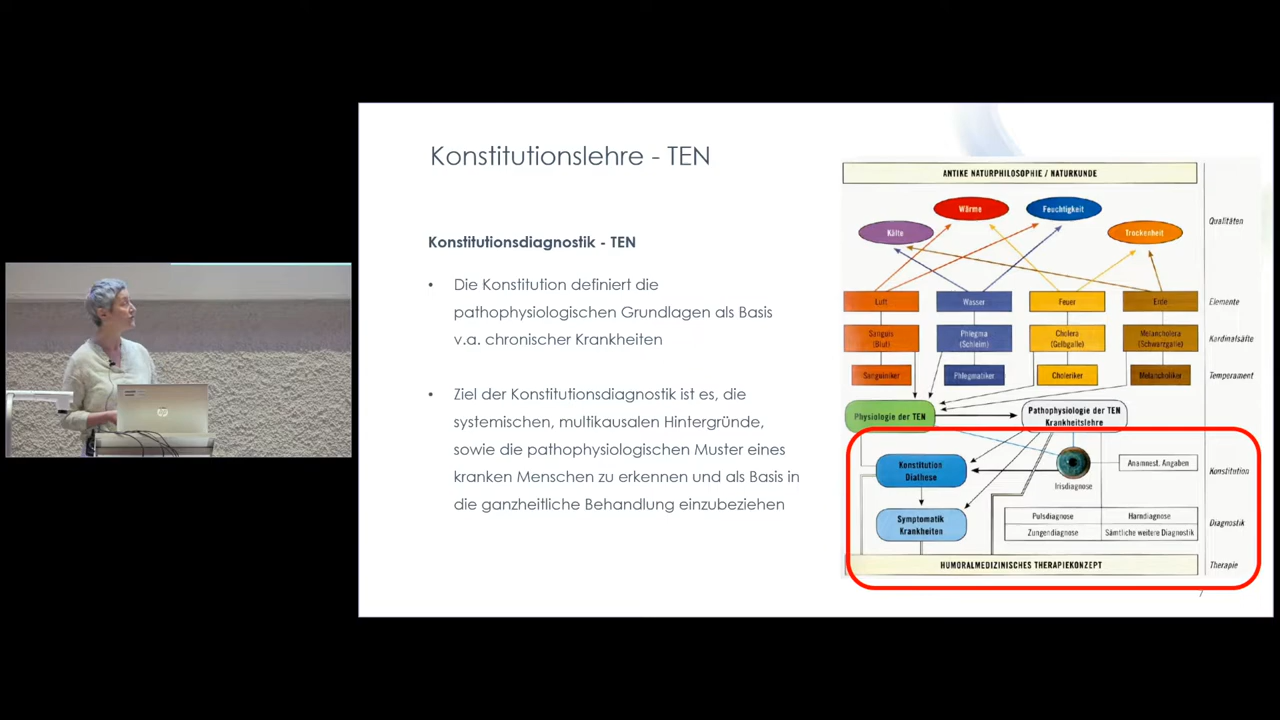 Konstitutionslehre - TEN
Konstitutionsdiagnostik - TEN
• Die Konstitution definiert die
pathophysiologischen Grundlagen als Basis
v.a. chronischer Krankheiten
• Ziel der Konstitutionsdiagnostik ist es, die
systemischen, multikausalen Hintergründe,
sowie die pathophysiologischen Muster eines
kranken Menschen zu erkennen und als Basis in
die ganzheitliche Behandlung einzubeziehen
ANTIKE NATURPHILOSOPHIE / NATURKUNDE
Wärme
Feuchtigkeit
Kälte
Trockenheit
Qualitäten
Luft
Wasser
Feuer
Erde
Elemente
Sanguis
(Blut)
Phlegma
(Schleim)
Cholera
(Gelbgalle)
Melancholera
(Schwarzgalle)
Kardinalsäfte
Sanguiniker
Phlegmatiker
Choleriker
Melancholiker
Temperament
Physiologie der TEN
Pathophysiologie der TEN
Krankheitslehre
Konstitution
Diathese
Irisdiagnose
Anamnest. Angaben
Konstitution
Symptomatik
Krankheiten
Pulsdiagnose
Harndiagnose
Zungendiagnose
Sämtliche weitere Diagnostik
Diagnostik
HUMORALMEDIZINISCHES THERAPIEKONZEPT
Therapie
7
hp